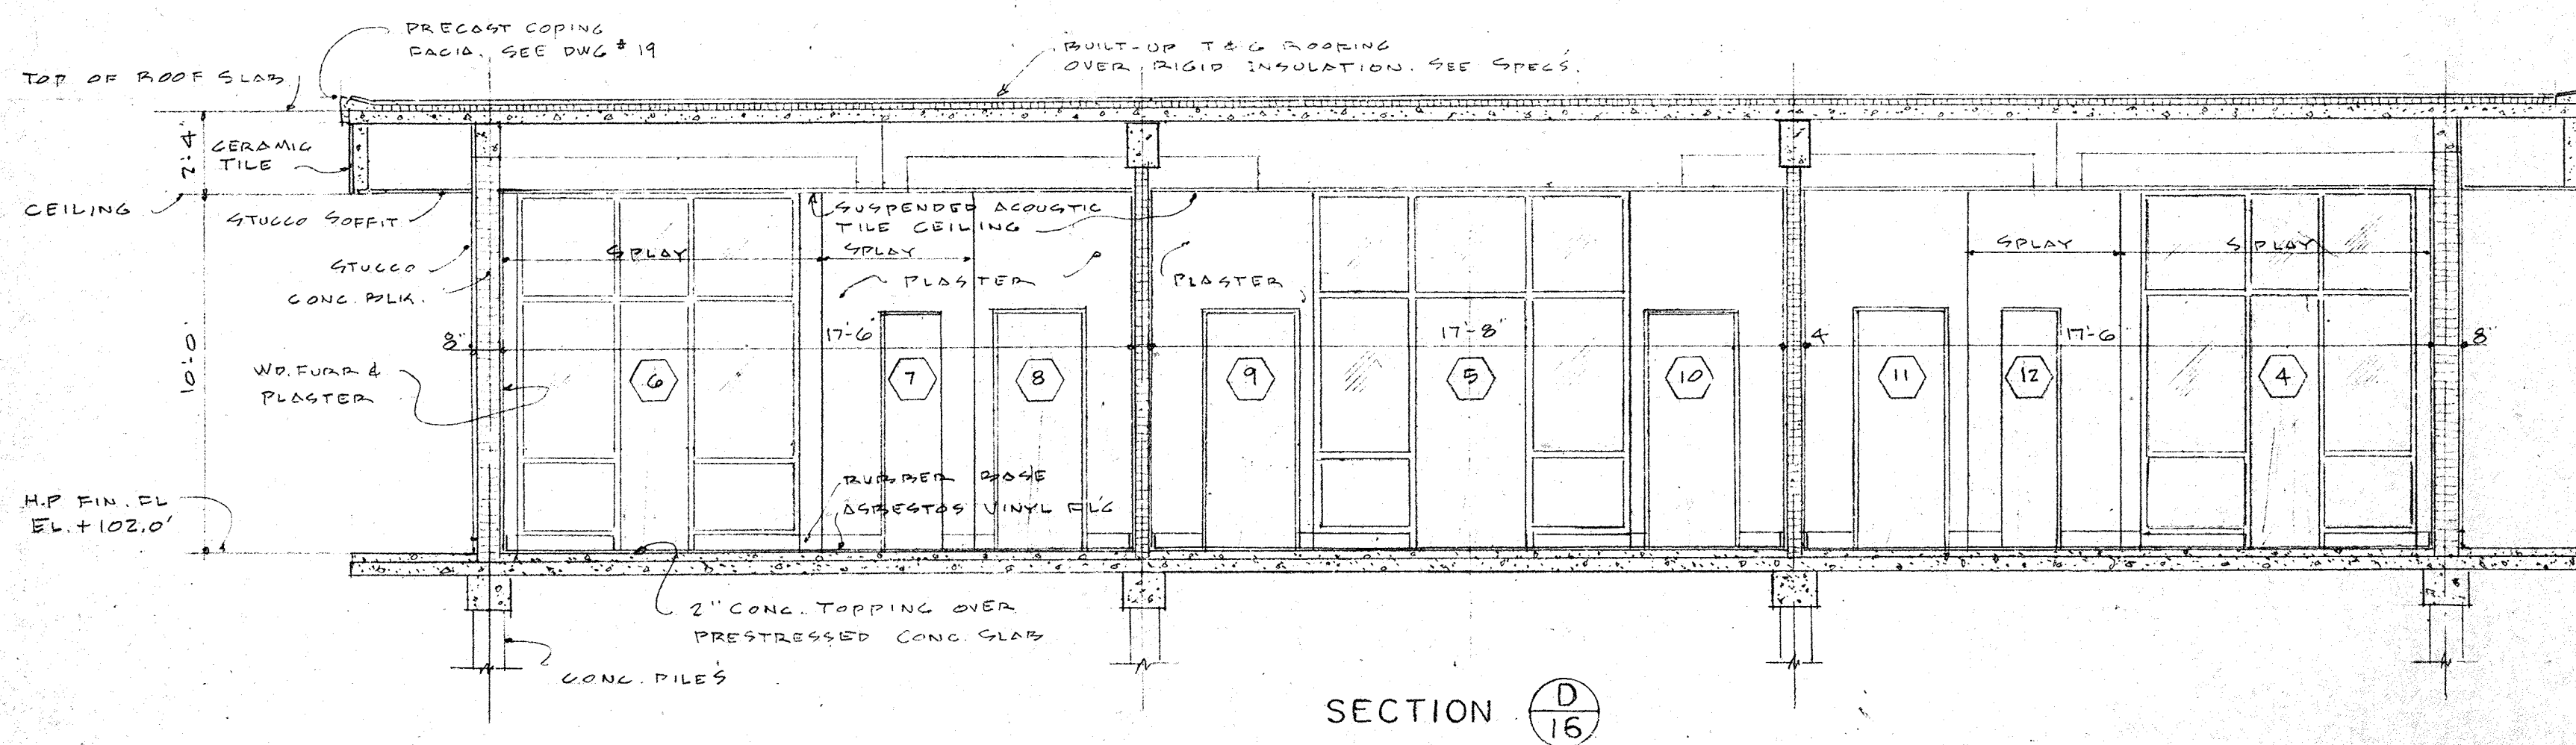 PRECAST COPING
FACIA. SEE DWG # 19
BUILT-UP T & G ROOFING
OVER RIGID INSULATION. SEE SPECS.
TOP OF ROOF SLAB
2'-4"
CERAMIC
TILE
CEILING
STUCCO SOFFIT
SUSPENDED ACOUSTIC
TILE CEILING
SPLAY
SPLAY
SPLAY
SPLAY
STUCCO
CONC. BLK.
PLASTER
PLASTER
10'-0"
8"
17'-6"
17'-8"
4"
17'-6"
8"
WD. FURR &
PLASTER
6
7
8
9
5
10
11
12
4
RUBBER BASE
ASBESTOS VINYL FL'G
H.P FIN. FL
EL. + 102.0'
2" CONC. TOPPING OVER
PRESTRESSED CONC. SLAB
CONC. PILES
SECTION D
16